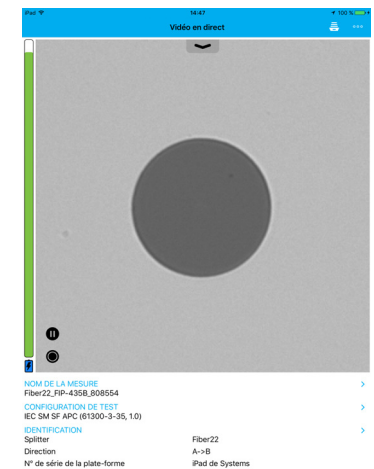 iPad 14:47 100 %
Vidéo en direct
NOM DE LA MESURE
Fiber22_FIP-435B_808554
CONFIGURATION DE TEST
IEC SM SF APC (61300-3-35, 1.0)
IDENTIFICATION
Splitter Fiber22
Direction A->B
N° de série de la plate-forme iPad de Systems